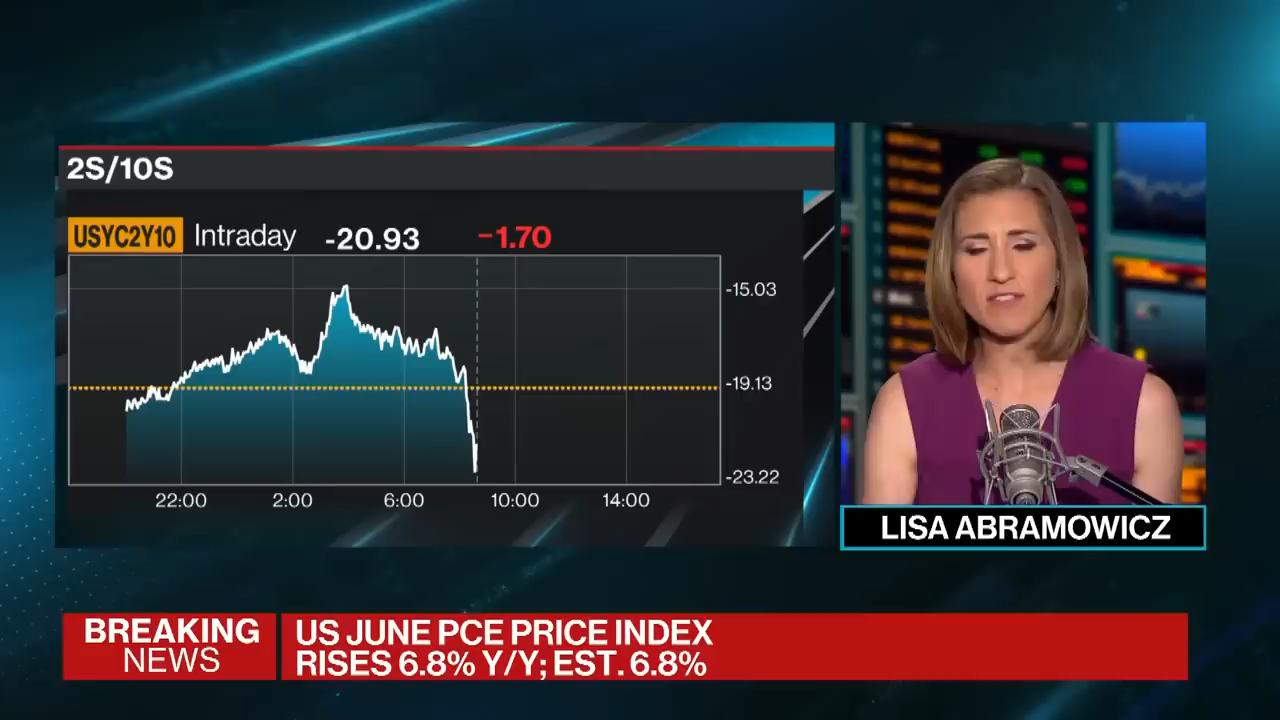 2S/10S
USYC2Y10 Intraday -20.93 -1.70
-15.03
-19.13
-23.22
22:00 2:00 6:00 10:00 14:00
LISA ABRAMOWICZ
BREAKING
NEWS
US JUNE PCE PRICE INDEX
RISES 6.8% Y/Y; EST. 6.8%